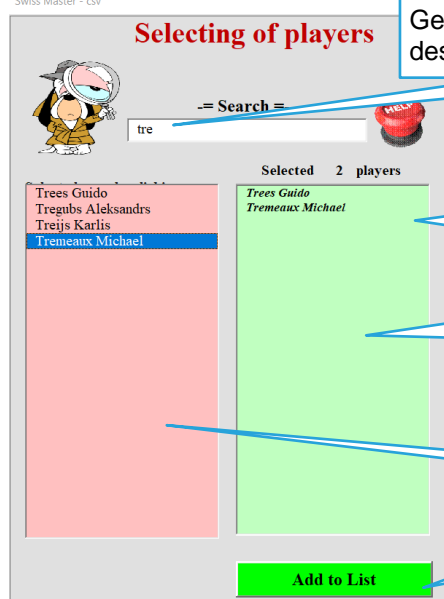 Swiss Master - csv
Selecting of players
Ge
des
-= Search =
HELP
tre
Selected 2 players
Trees Guido
Tregubs Aleksandrs
Treijs Karlis
Tremeaux Michael
Trees Guido
Tremeaux Michael
Add to List